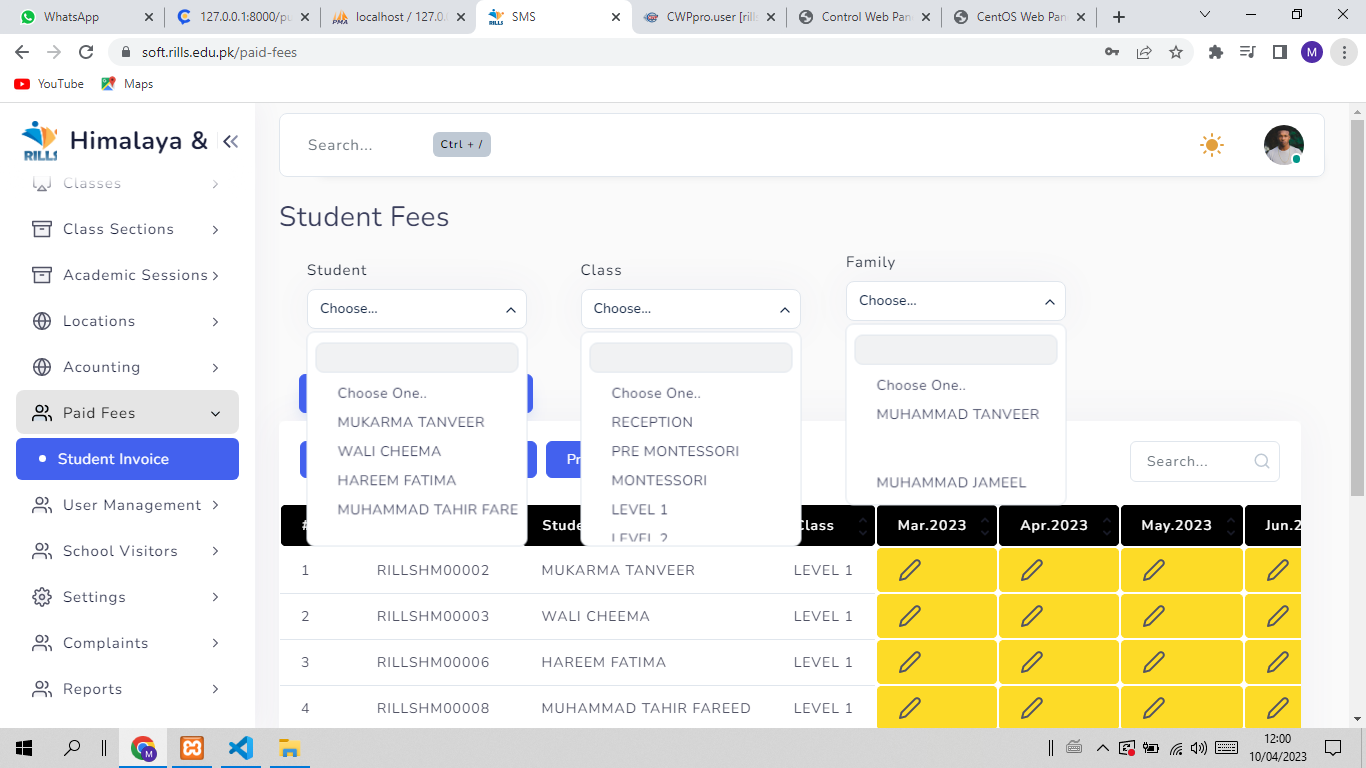 WhatsApp
127.0.0.1:8000/pu
localhost / 127.0.
SMS
CWPpro.user [rills
Control Web Pan
CentOS Web Pan
soft.rills.edu.pk/paid-fees
M
YouTube
Maps
RILLS
Himalaya &
Search...
Ctrl + /
Classes
Class Sections
Academic Sessions
Locations
Acounting
Paid Fees
Student Invoice
User Management
School Visitors
Settings
Complaints
Reports
Student Fees
Student
Class
Family
Choose...
Choose...
Choose...
Choose One..
MUKARMA TANVEER
WALI CHEEMA
HAREEM FATIMA
MUHAMMAD TAHIR FARE
Choose One..
RECEPTION
PRE MONTESSORI
MONTESSORI
LEVEL 1
LEVEL 2
Choose One..
MUHAMMAD TANVEER
MUHAMMAD JAMEEL
Pr
Search...
# Stude Class Mar.2023 Apr.2023 May.2023 Jun.2
1 RILLSHM00002 MUKARMA TANVEER LEVEL 1
2 RILLSHM00003 WALI CHEEMA LEVEL 1
3 RILLSHM00006 HAREEM FATIMA LEVEL 1
4 RILLSHM00008 MUHAMMAD TAHIR FAREED LEVEL 1
12:00
10/04/2023